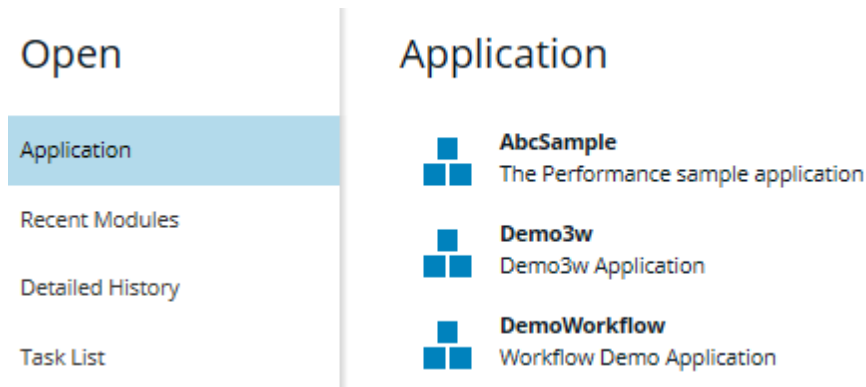 Open
Application
Recent Modules
Detailed History
Task List
Application
AbcSample
The Performance sample application
Demo3w
Demo3w Application
DemoWorkflow
Workflow Demo Application